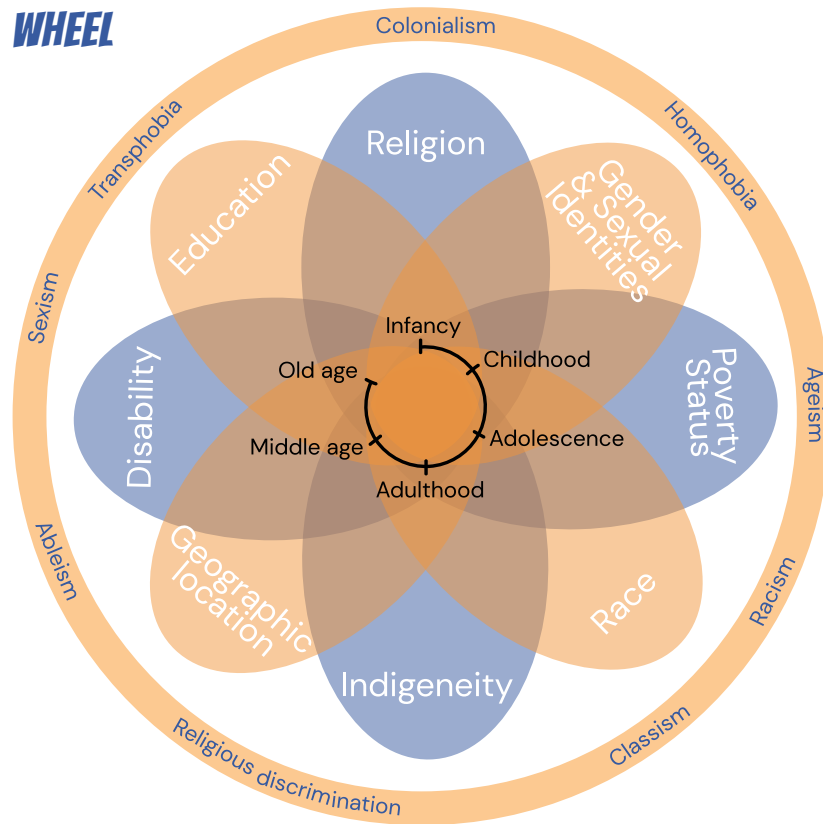 WHEEL
Colonialism
Homophobia
Ageism
Racism
Classism
Religious discrimination
Ableism
Sexism
Transphobia
Religion
Gender
& Sexual
Identities
Poverty
Status
Race
Indigeneity
Geographic
location
Disability
Education
Infancy
Childhood
Adolescence
Adulthood
Middle age
Old age